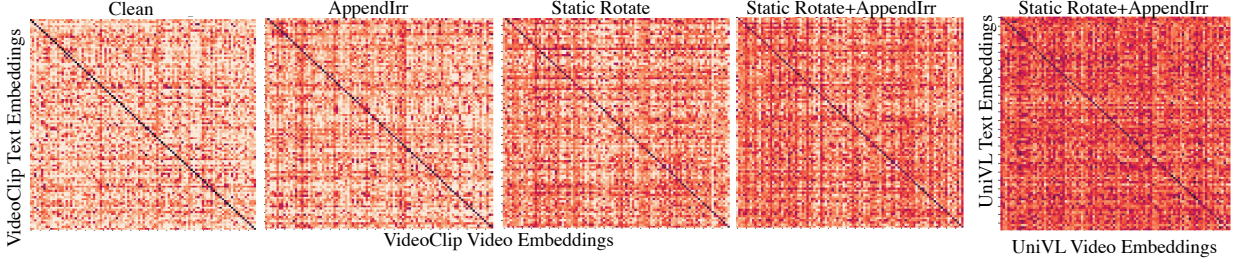 Clean
AppendIrr
Static Rotate
Static Rotate+AppendIrr
Static Rotate+AppendIrr
VideoClip Text Embeddings
UniVL Text Embeddings
VideoClip Video Embeddings
UniVL Video Embeddings